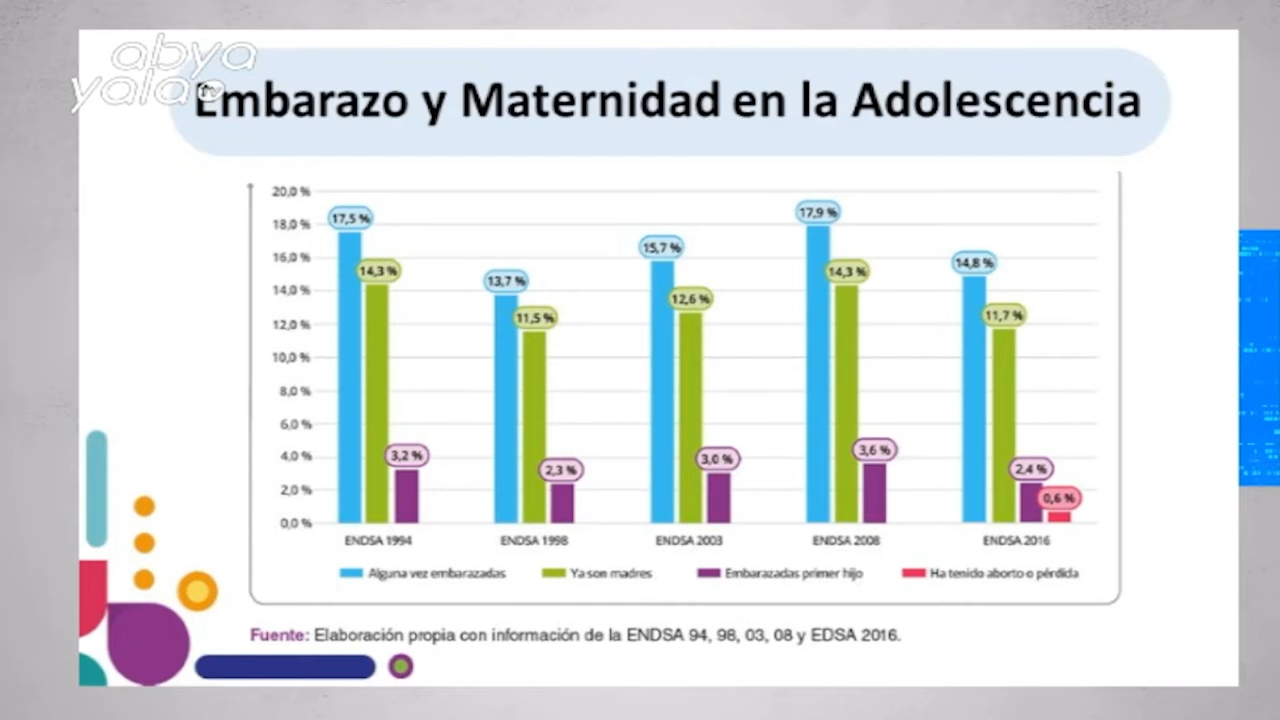 abya
yala
Embarazo y Maternidad en la Adolescencia
20,0 %
18,0 %
16,0 %
14,0 %
12,0 %
10,0 %
8,0 %
6,0 %
4,0 %
2,0 %
0,0 %
17,5 %
14,3 %
3,2 %
13,7 %
11,5 %
2,3 %
15,7 %
12,6 %
3,0 %
17,9 %
14,3 %
3,6 %
14,8 %
11,7 %
2,4 %
0,6 %
ENDSA 1994
ENDSA 1998
ENDSA 2003
ENDSA 2008
ENDSA 2016
Alguna vez embarazadas
Ya son madres
Embarazadas primer hijo
Ha tenido aborto o pérdida
Fuente: Elaboración propia con información de la ENDSA 94, 98, 03, 08 y EDSA 2016.